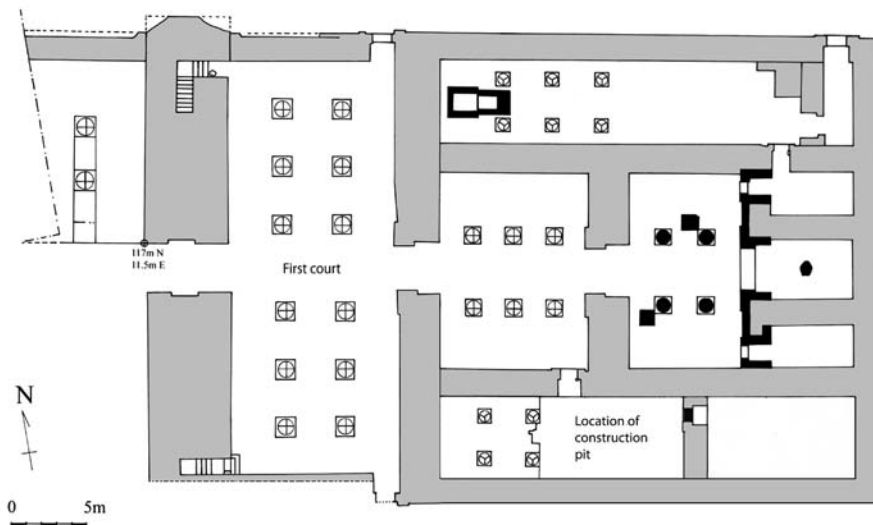 117m N
11.5m E
First court
Location of
construction
pit
N
0 5m